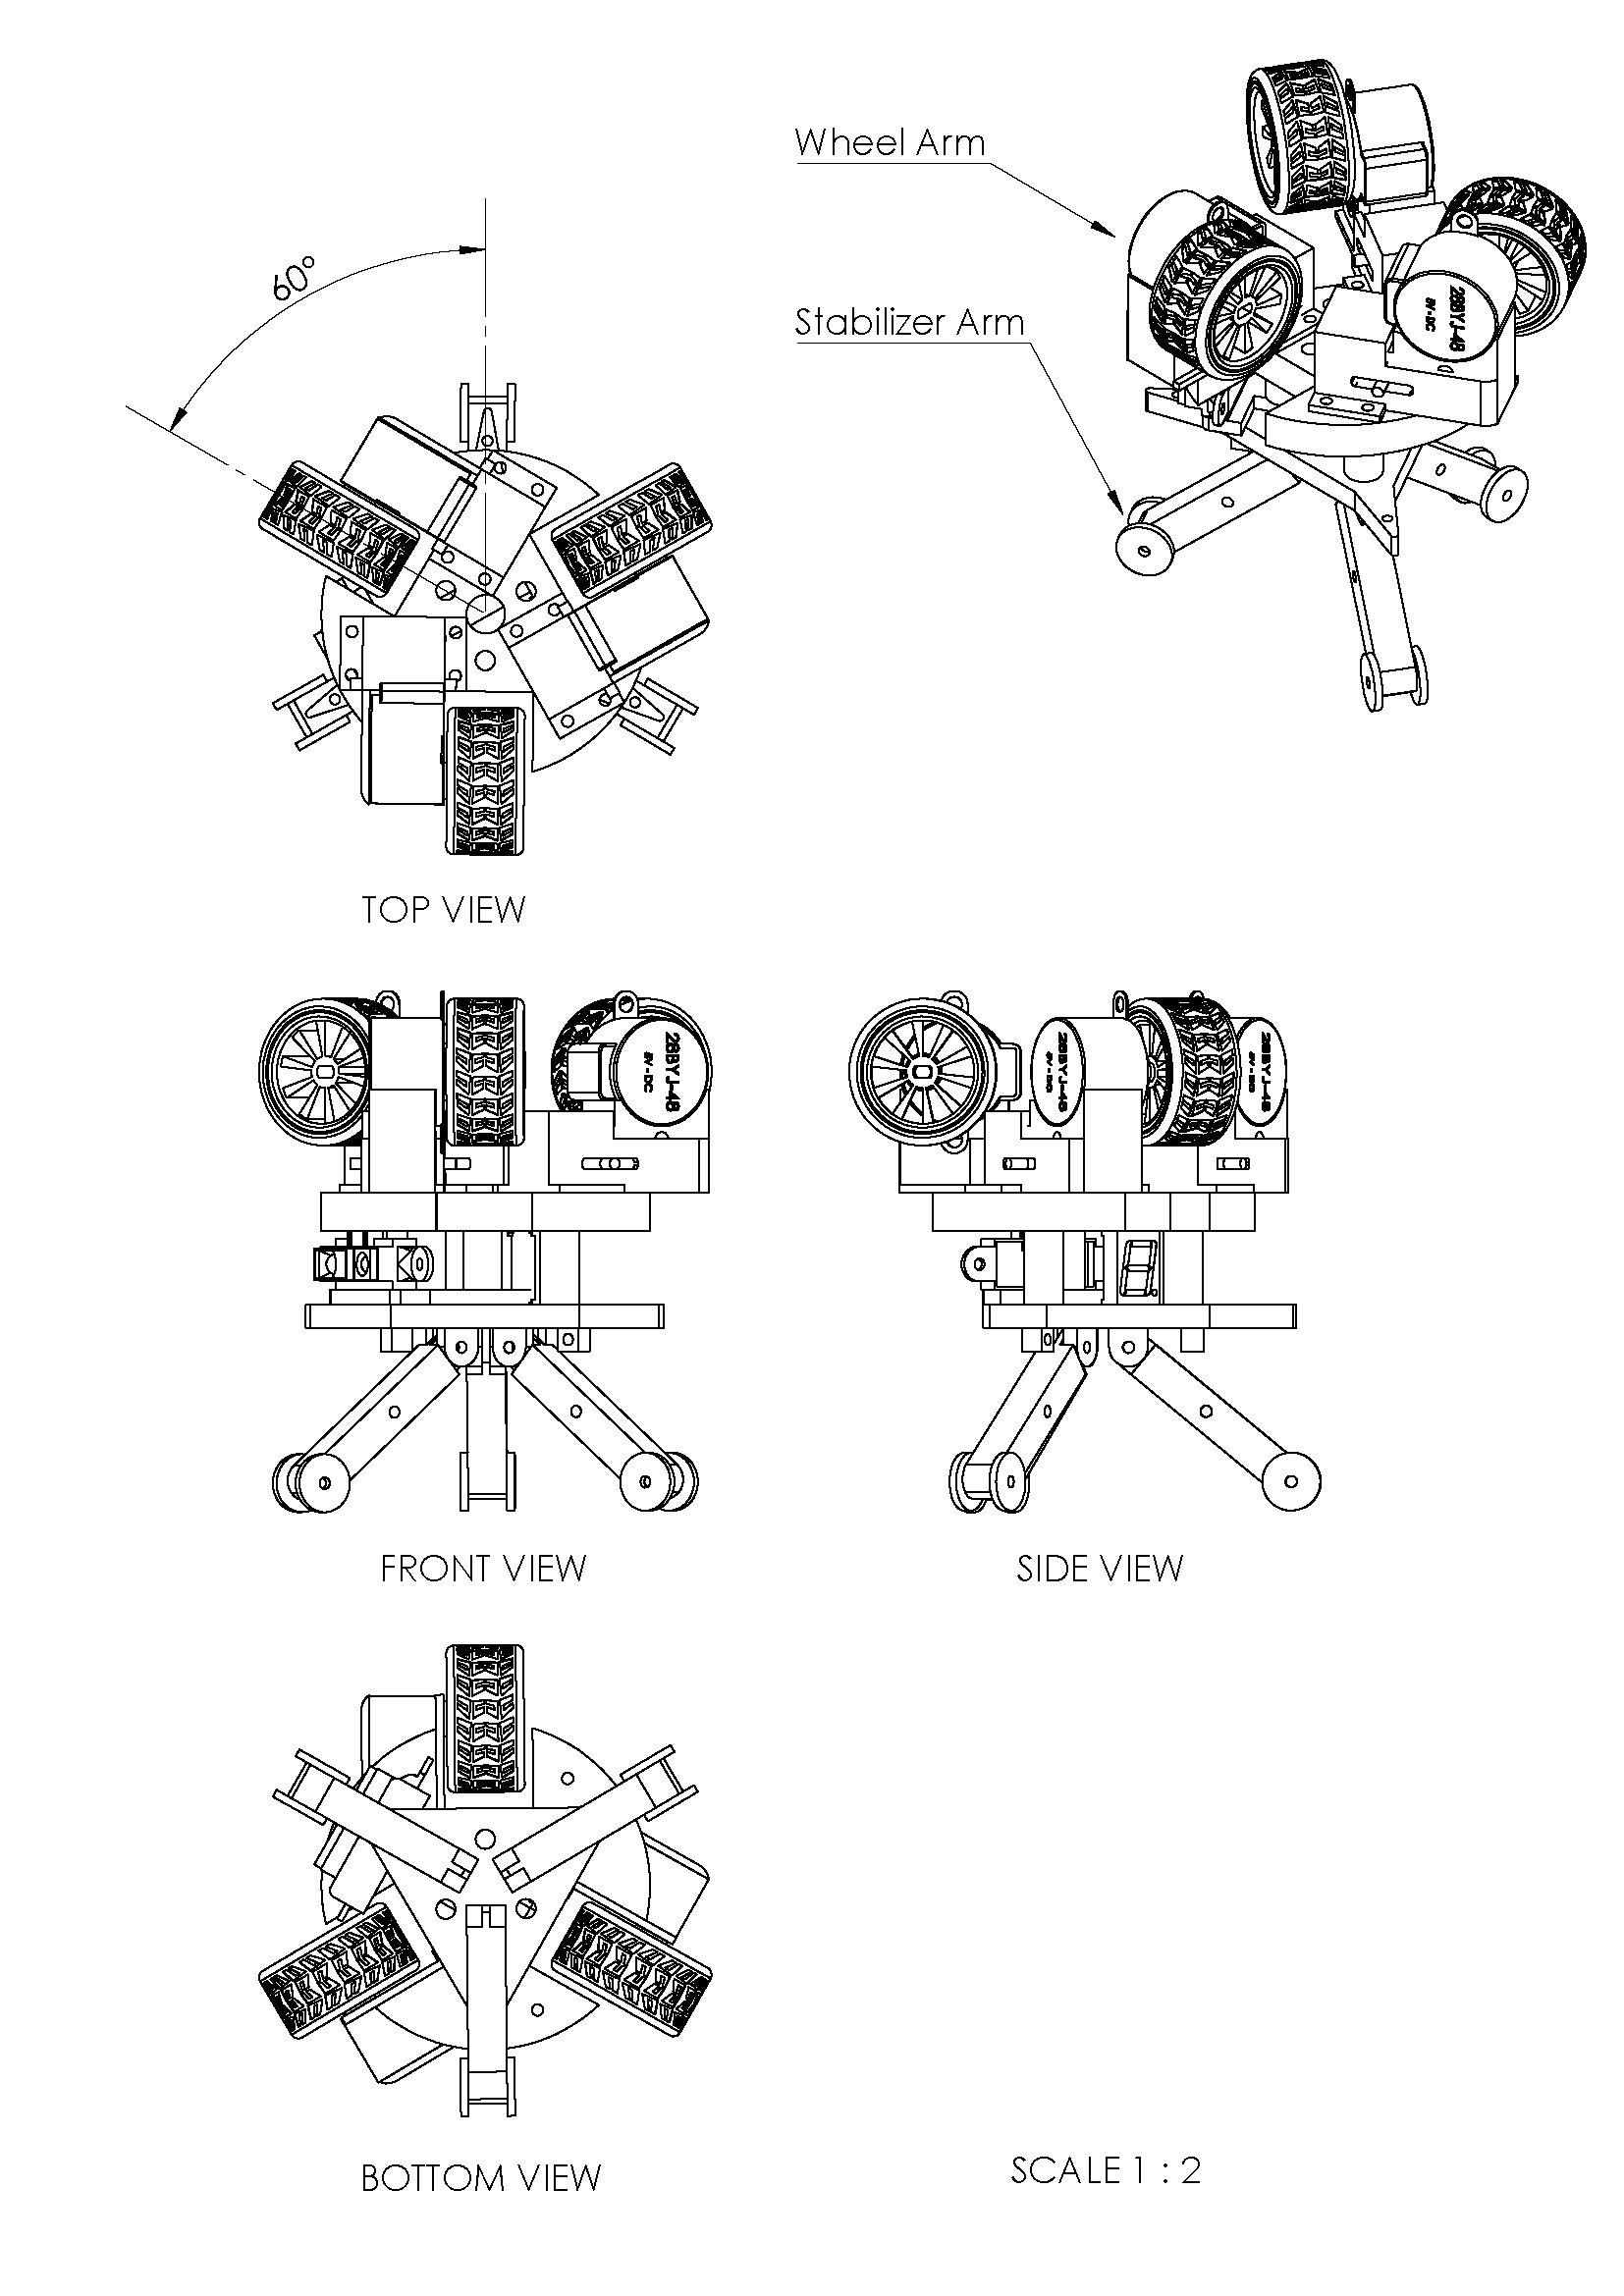 Wheel Arm
60°
Stabilizer Arm
28BYJ-48
5V⎓DC
TOP VIEW
28BYJ-48
5V⎓DC
28BYJ-48
5V⎓DC
28BYJ-48
5V⎓DC
FRONT VIEW
SIDE VIEW
BOTTOM VIEW
SCALE 1 : 2